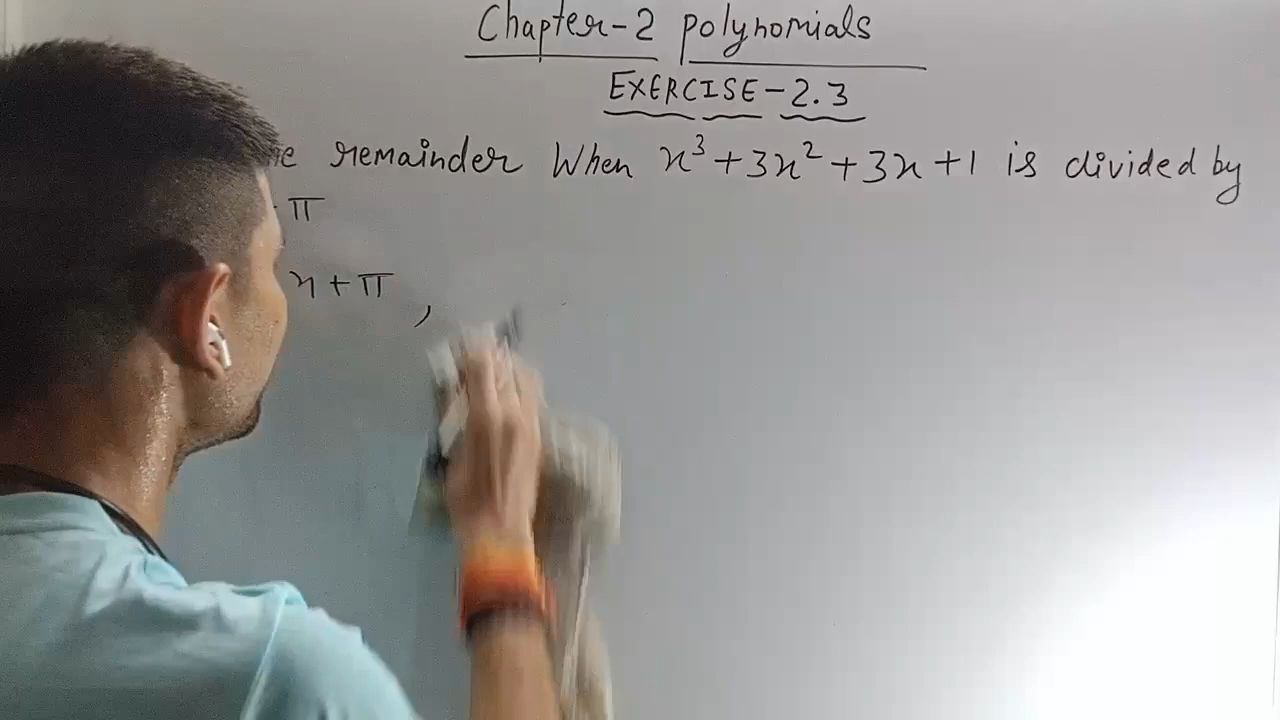 Chapter-2 polynomials
EXERCISE-2.3
remainder When x³+3x²+3x+1 is divided by
π
x+π ,